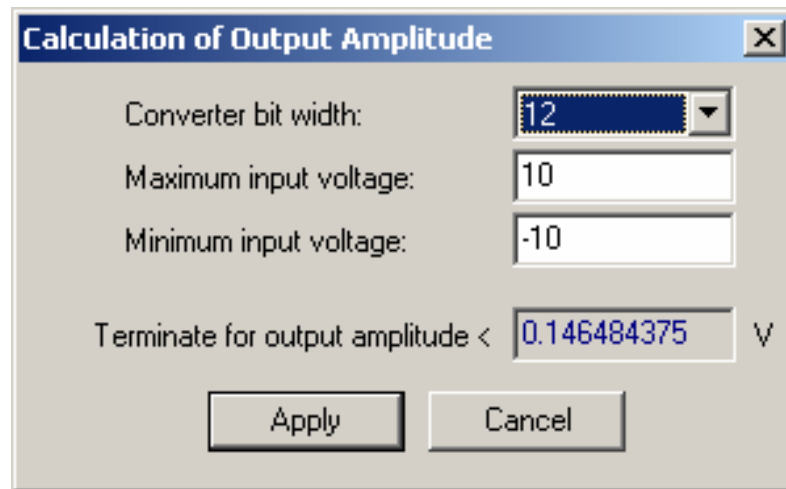 Calculation of Output Amplitude
Converter bit width: 12
Maximum input voltage: 10
Minimum input voltage: -10
Terminate for output amplitude < 0.146484375 V
Apply Cancel